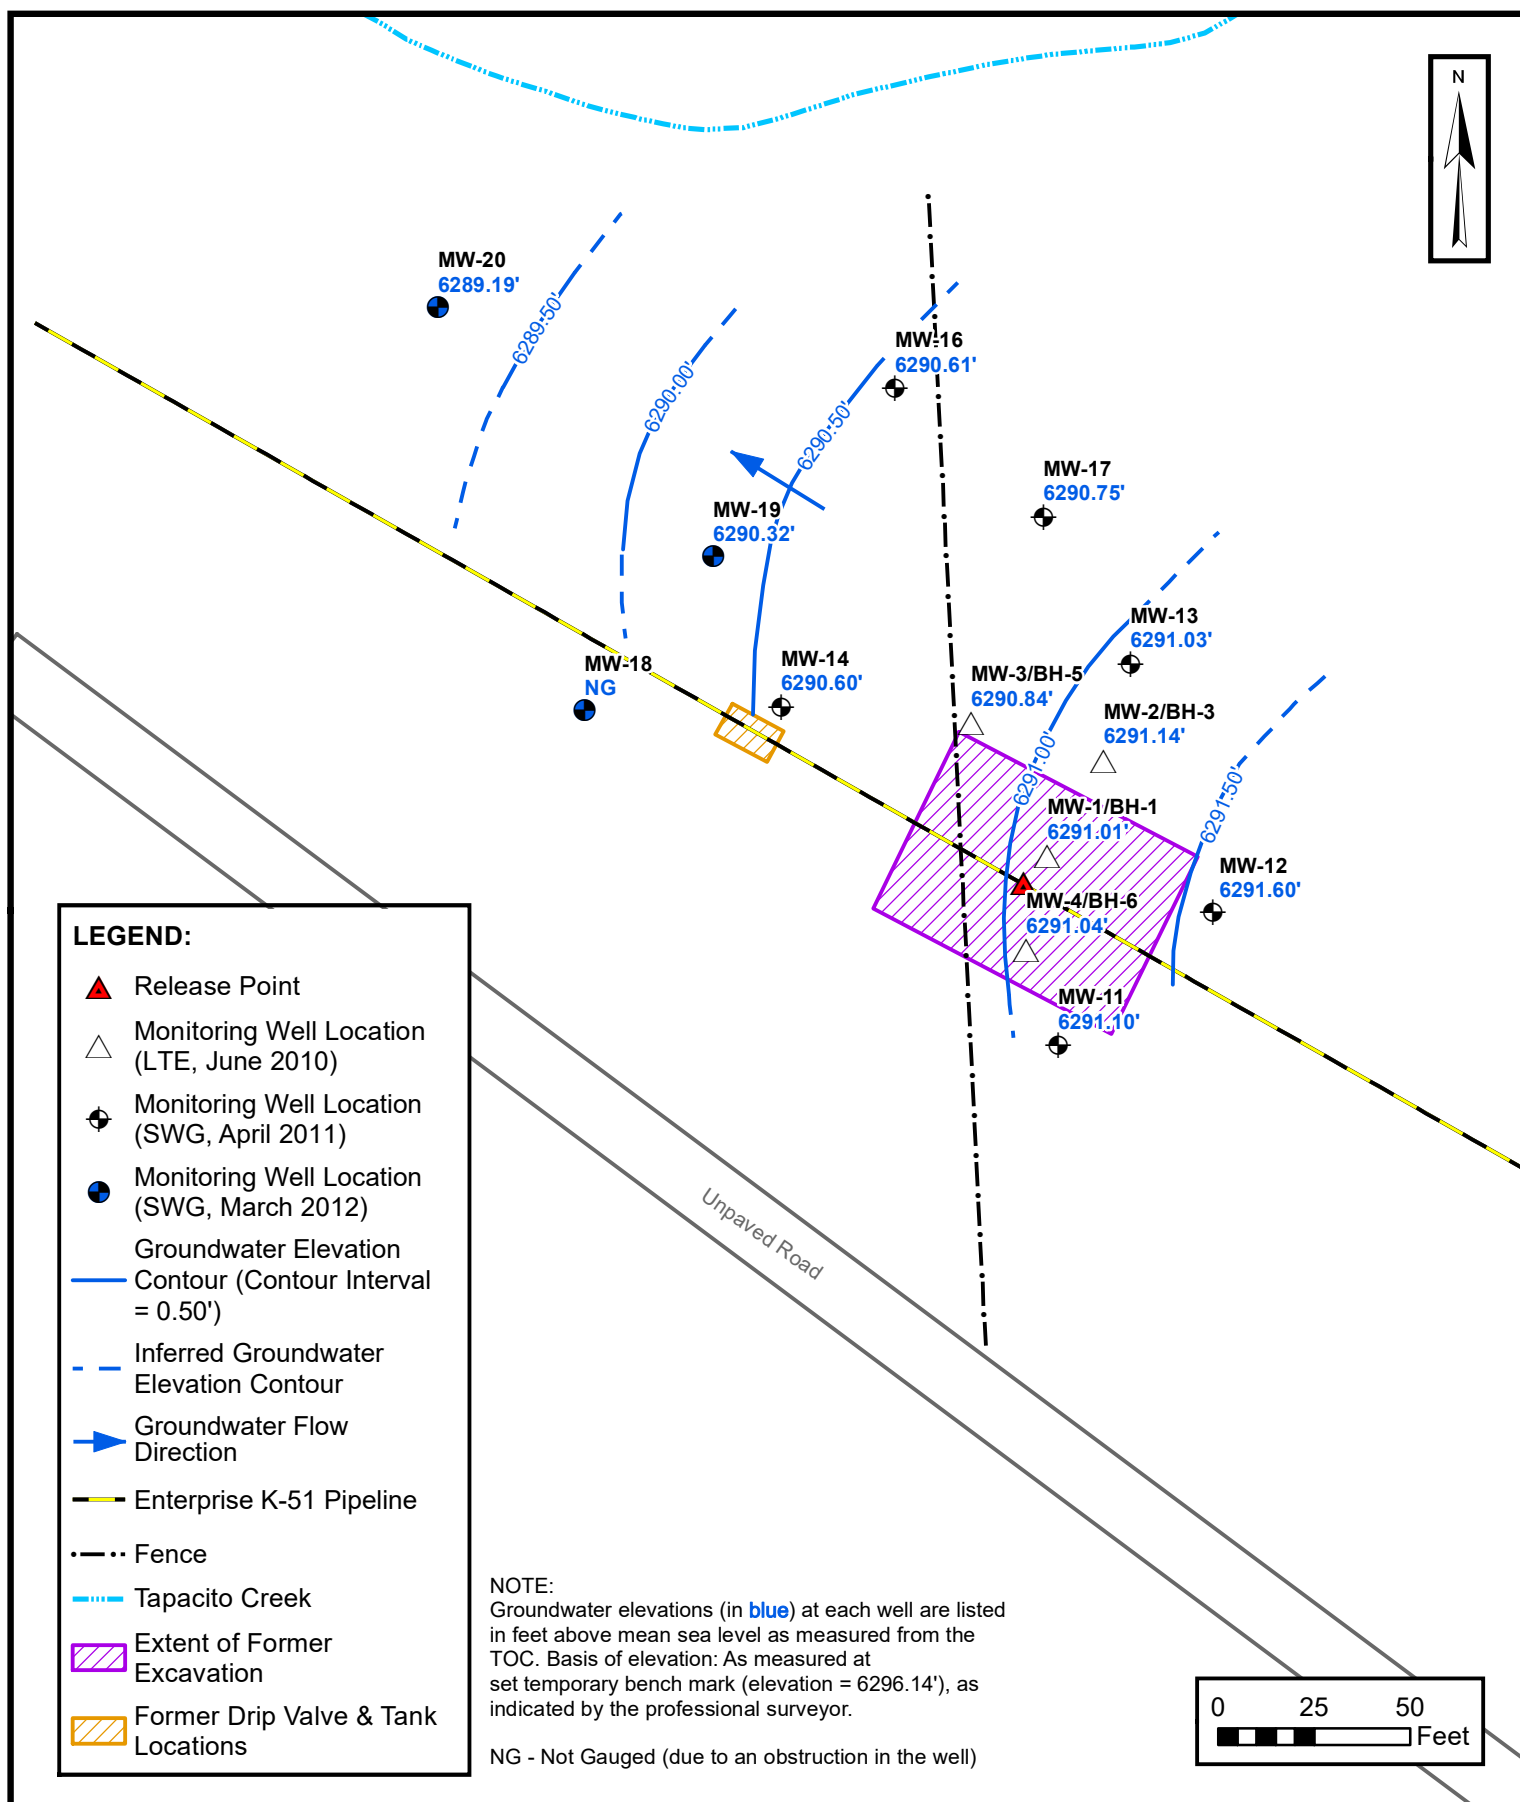 N
MW-20
6289.19'
6289.50'
6290.00'
6290.50'
MW-16
6290.61'
MW-17
6290.75'
MW-19
6290.32'
MW-13
6291.03'
MW-18
NG
MW-14
6290.60'
MW-3/BH-5
6290.84'
MW-2/BH-3
6291.14'
6291.00'
6291.50'
MW-1/BH-1
6291.01'
MW-12
6291.60'
MW-4/BH-6
6291.04'
MW-11
6291.10'
Unpaved Road
LEGEND:
Release Point
Monitoring Well Location
(LTE, June 2010)
Monitoring Well Location
(SWG, April 2011)
Monitoring Well Location
(SWG, March 2012)
Groundwater Elevation
Contour (Contour Interval
= 0.50')
Inferred Groundwater
Elevation Contour
Groundwater Flow
Direction
Enterprise K-51 Pipeline
Fence
Tapacito Creek
Extent of Former
Excavation
Former Drip Valve & Tank
Locations
NOTE:
Groundwater elevations (in blue) at each well are listed
in feet above mean sea level as measured from the
TOC. Basis of elevation: As measured at
set temporary bench mark (elevation = 6296.14'), as
indicated by the professional surveyor.
NG - Not Gauged (due to an obstruction in the well)
0 25 50
Feet